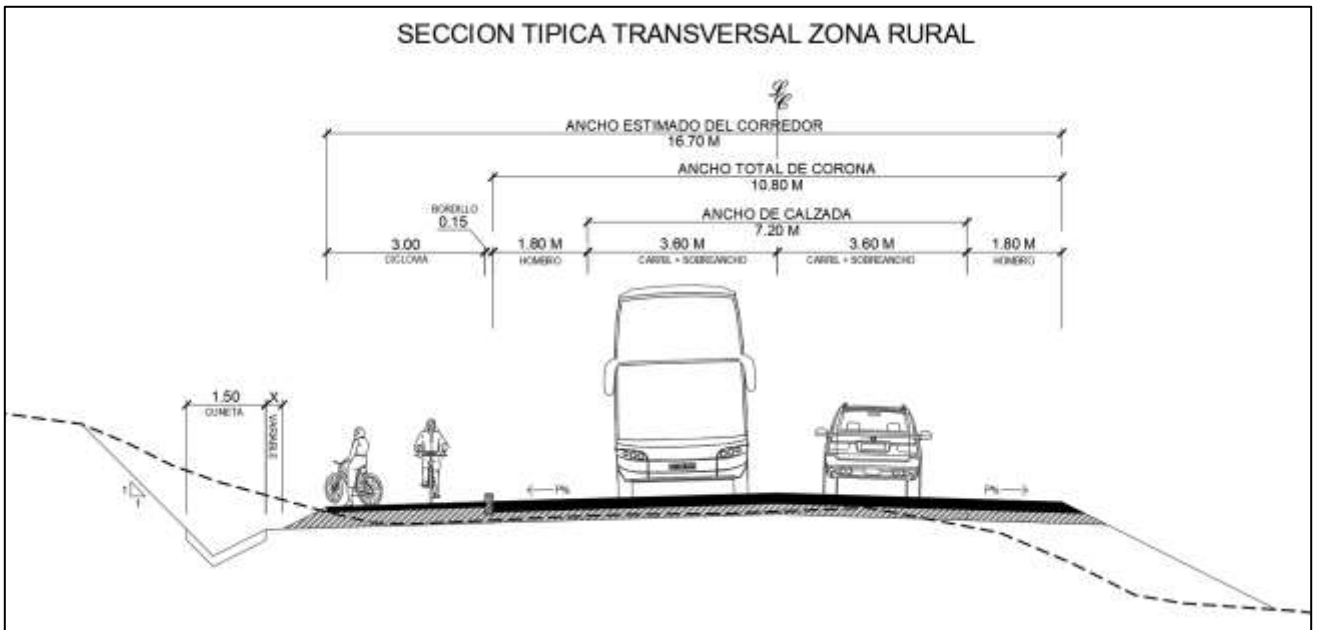 SECCION TIPICA TRANSVERSAL ZONA RURAL
ANCHO ESTIMADO DEL CORREDOR
16.70 M
ANCHO TOTAL DE CORONA
10.80 M
BORDILLO
0.15
ANCHO DE CALZADA
7.20 M
3.00
CICLOVIA
1.80 M
HOMBRO
3.60 M
CARRIL + SOBREANCHO
3.60 M
CARRIL + SOBREANCHO
1.80 M
HOMBRO
1.50
CUNETA
X
VARIABLE
P%
P%
1
1